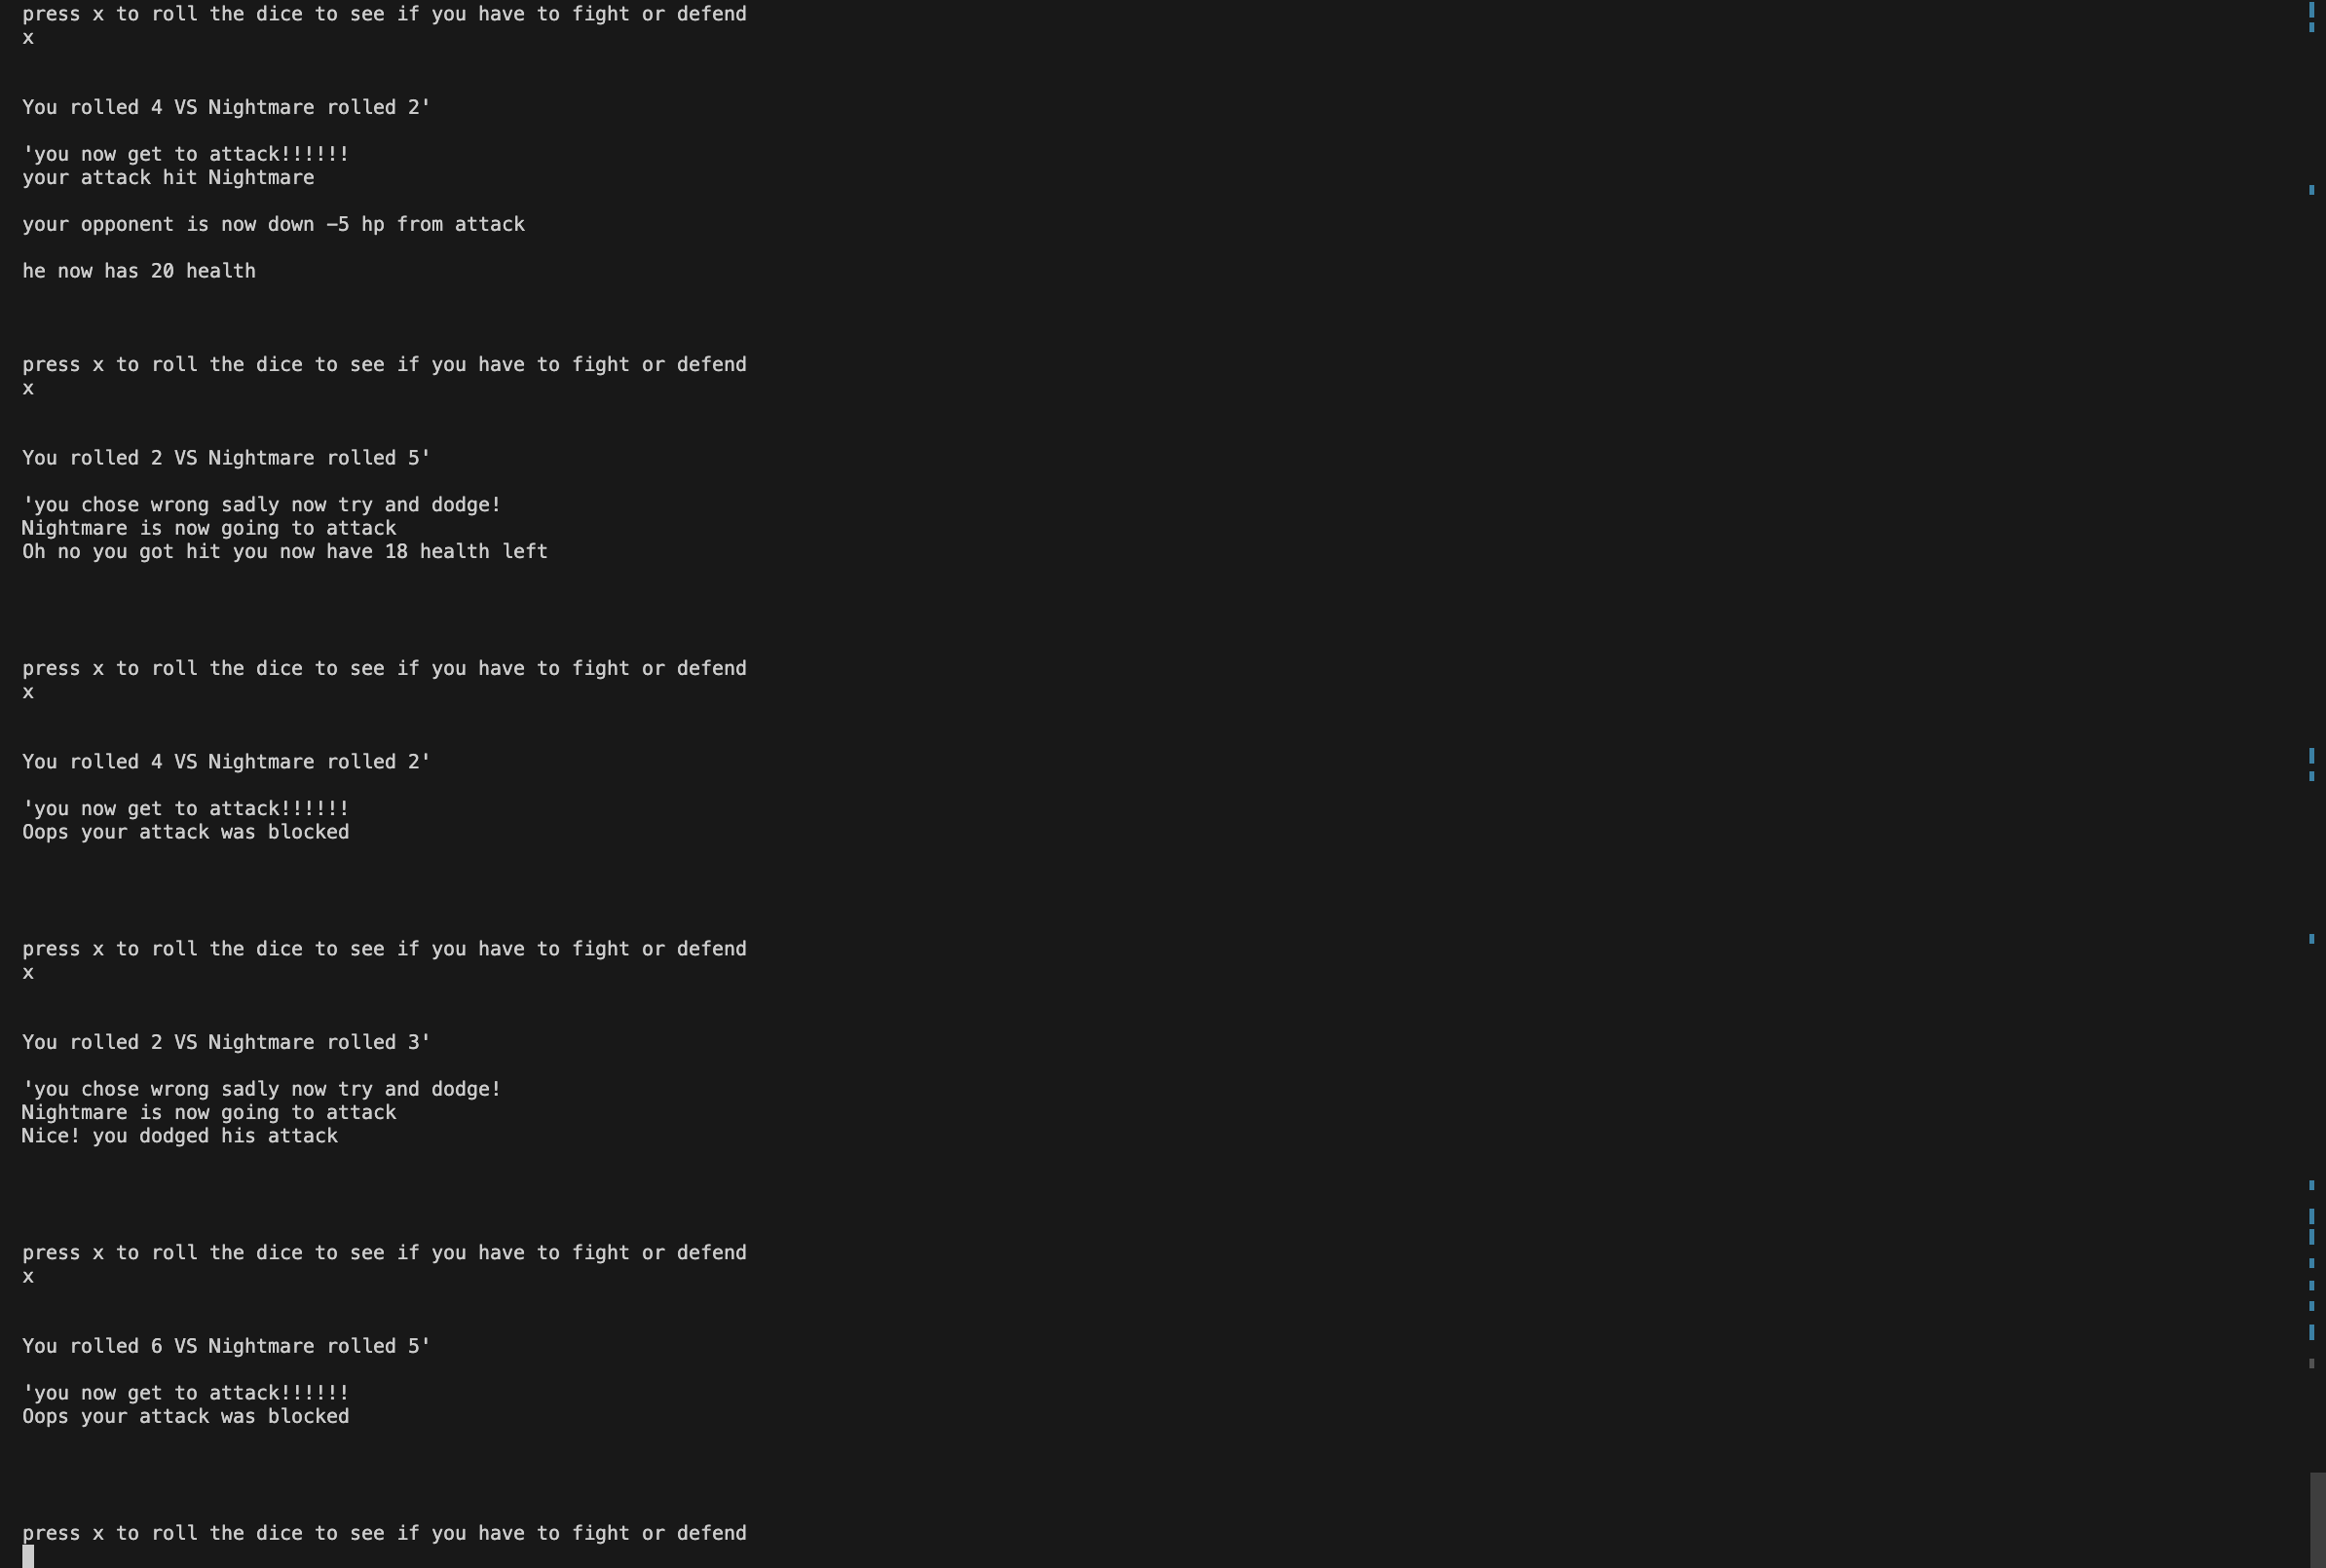 press x to roll the dice to see if you have to fight or defend
x
You rolled 4 VS Nightmare rolled 2'
'you now get to attack!!!!!!
your attack hit Nightmare
your opponent is now down -5 hp from attack
he now has 20 health
press x to roll the dice to see if you have to fight or defend
x
You rolled 2 VS Nightmare rolled 5'
'you chose wrong sadly now try and dodge!
Nightmare is now going to attack
Oh no you got hit you now have 18 health left
press x to roll the dice to see if you have to fight or defend
x
You rolled 4 VS Nightmare rolled 2'
'you now get to attack!!!!!!
Oops your attack was blocked
press x to roll the dice to see if you have to fight or defend
x
You rolled 2 VS Nightmare rolled 3'
'you chose wrong sadly now try and dodge!
Nightmare is now going to attack
Nice! you dodged his attack
press x to roll the dice to see if you have to fight or defend
x
You rolled 6 VS Nightmare rolled 5'
'you now get to attack!!!!!!
Oops your attack was blocked
press x to roll the dice to see if you have to fight or defend